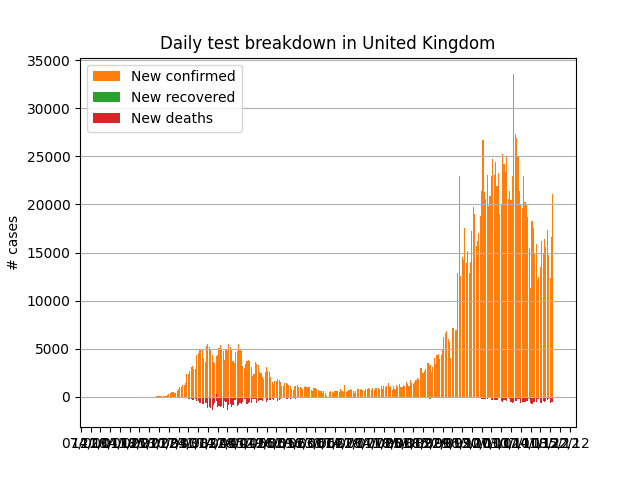 Daily test breakdown in United Kingdom
35000
30000
25000
20000
15000
10000
5000
0
# cases
New confirmed
New recovered
New deaths